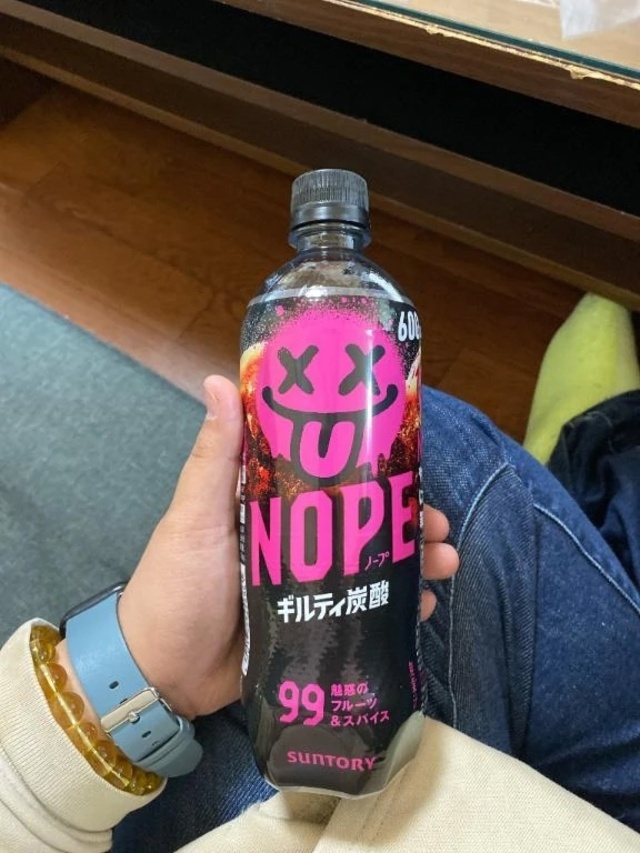 600
NOPE
ノープ
ギルティ炭酸
99 魅惑の
フルーツ
&スパイス
SUNTORY